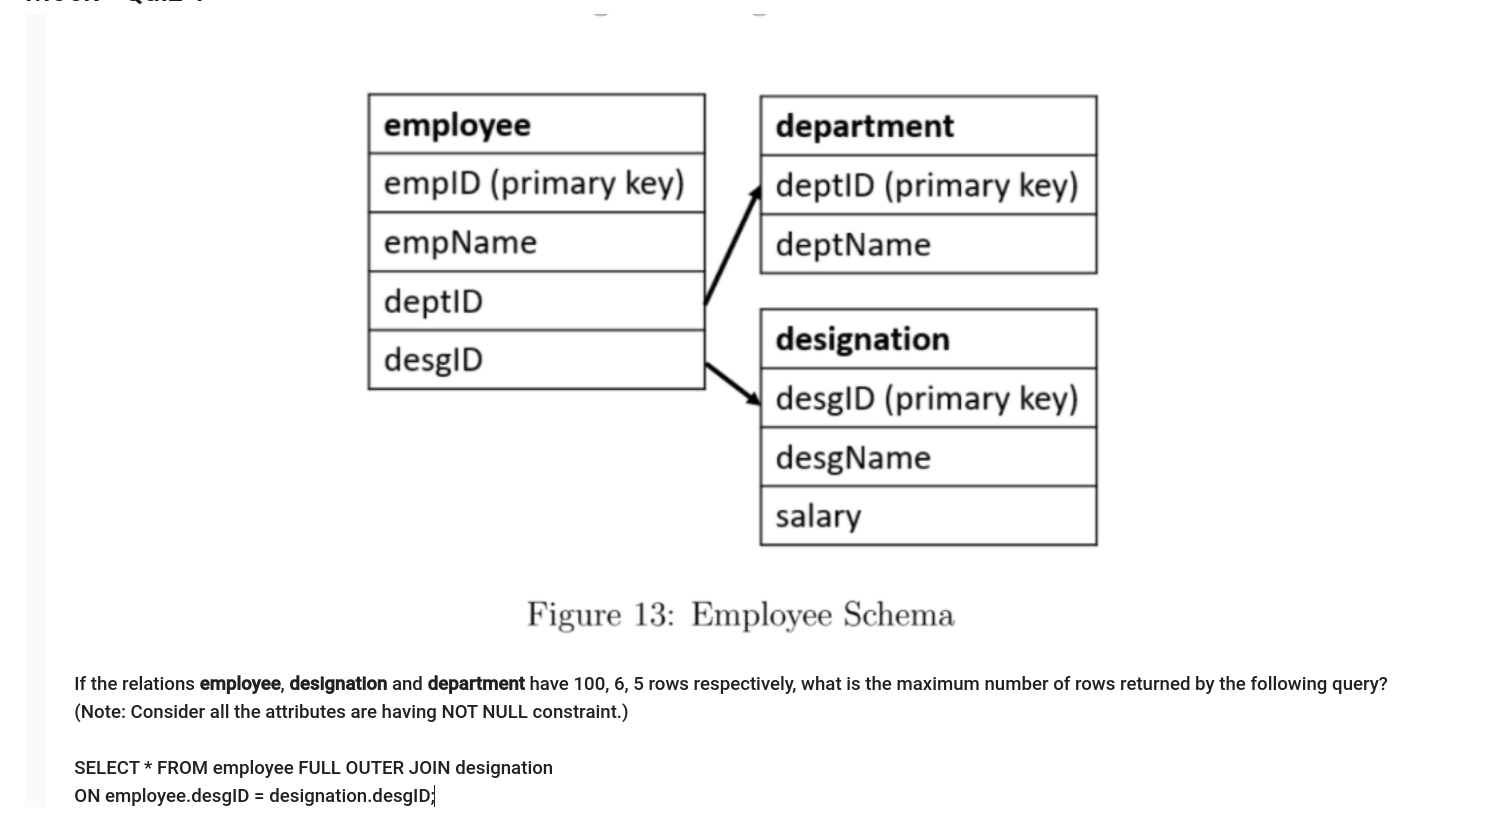 employee
empID (primary key)
empName
deptID
desgID
department
deptID (primary key)
deptName
designation
desgID (primary key)
desgName
salary
Figure 13: Employee Schema
If the relations employee, designation and department have 100, 6, 5 rows respectively, what is the maximum number of rows returned by the following query?
(Note: Consider all the attributes are having NOT NULL constraint.)
SELECT * FROM employee FULL OUTER JOIN designation
ON employee.desgID = designation.desgID;